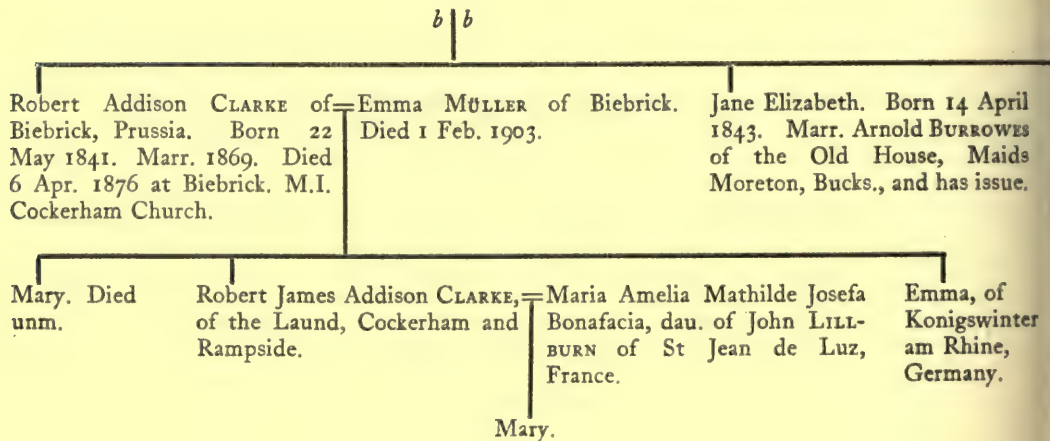 b b
Robert Addison CLARKE of=Emma MÜLLER of Biebrick.
Biebrick, Prussia. Born 22 Died 1 Feb. 1903.
May 1841. Marr. 1869. Died
6 Apr. 1876 at Biebrick. M.I.
Cockerham Church.
Jane Elizabeth. Born 14 April
1843. Marr. Arnold BURROWES
of the Old House, Maids
Moreton, Bucks., and has issue.
Mary. Died
unm.
Robert James Addison CLARKE,=Maria Amelia Mathilde Josefa
of the Laund, Cockerham and Bonafacia, dau. of John LILL-
Rampside. BURN of St Jean de Luz,
France.
Emma, of
Konigswinter
am Rhine,
Germany.
Mary.